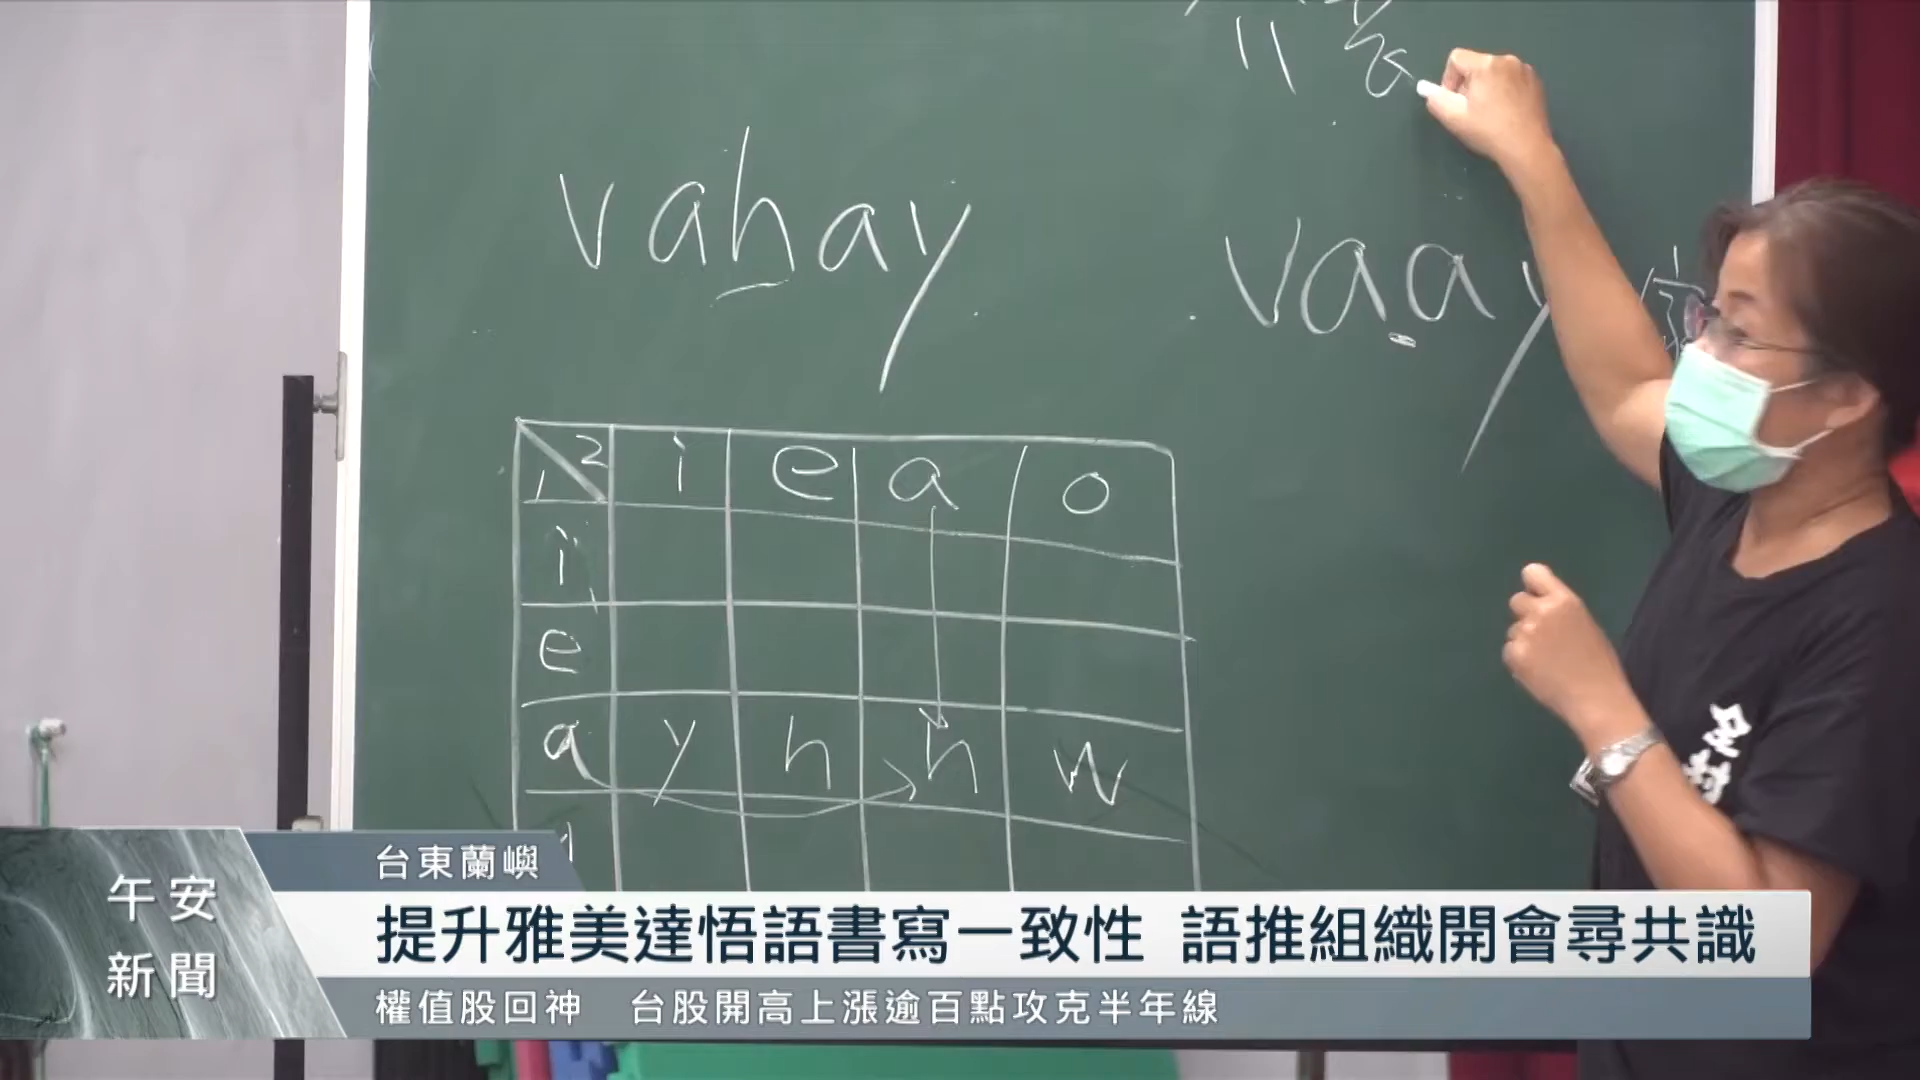 vahay
vaay
1 2 i e a o
i
e
a y h h w
台東蘭嶼
午安
新聞
提升雅美達悟語書寫一致性 語推組織開會尋共識
權值股回神 台股開高上漲逾百點攻克半年線